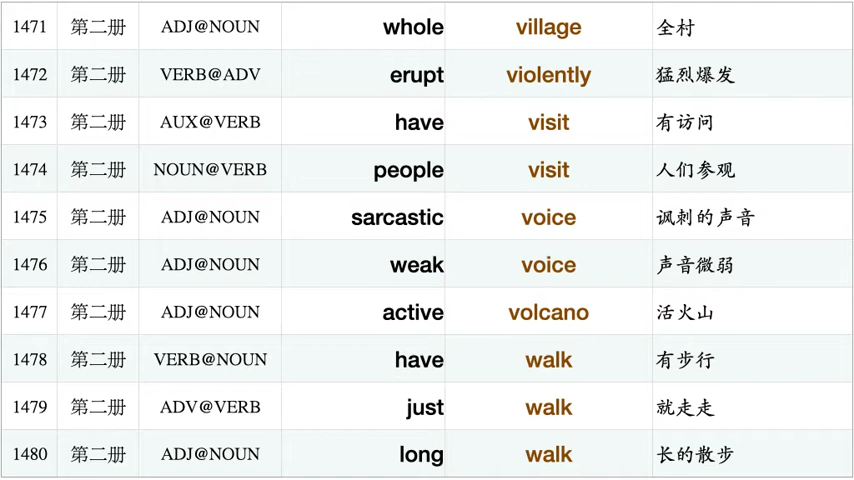 1471 第二册 ADJ@NOUN whole village 全村
1472 第二册 VERB@ADV erupt violently 猛烈爆发
1473 第二册 AUX@VERB have visit 有访问
1474 第二册 NOUN@VERB people visit 人们参观
1475 第二册 ADJ@NOUN sarcastic voice 讽刺的声音
1476 第二册 ADJ@NOUN weak voice 声音微弱
1477 第二册 ADJ@NOUN active volcano 活火山
1478 第二册 VERB@NOUN have walk 有步行
1479 第二册 ADV@VERB just walk 就走走
1480 第二册 ADJ@NOUN long walk 长的散步